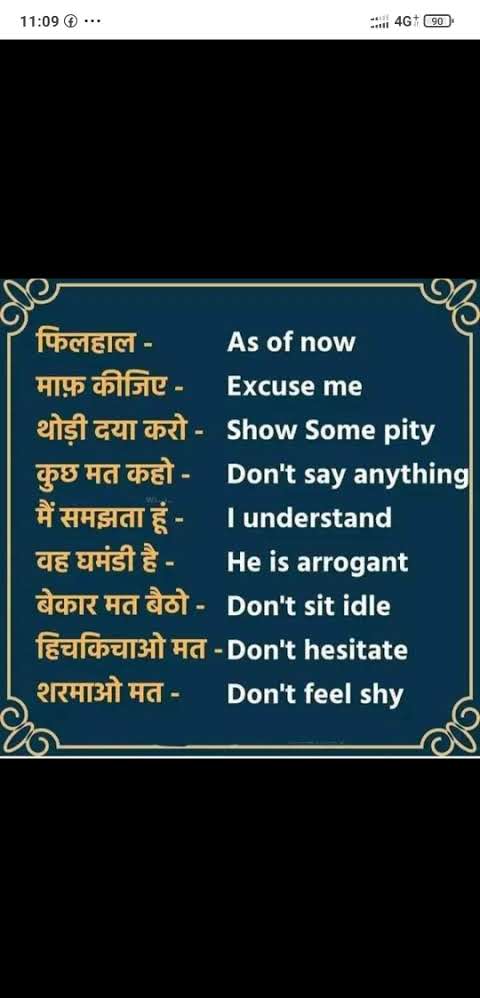 11:09
4G+ 90
फिलहाल - As of now
माफ़ कीजिए - Excuse me
थोड़ी दया करो - Show Some pity
कुछ मत कहो - Don't say anything
मैं समझता हूं - I understand
वह घमंडी है - He is arrogant
बेकार मत बैठो - Don't sit idle
हिचकिचाओ मत - Don't hesitate
शरमाओ मत - Don't feel shy